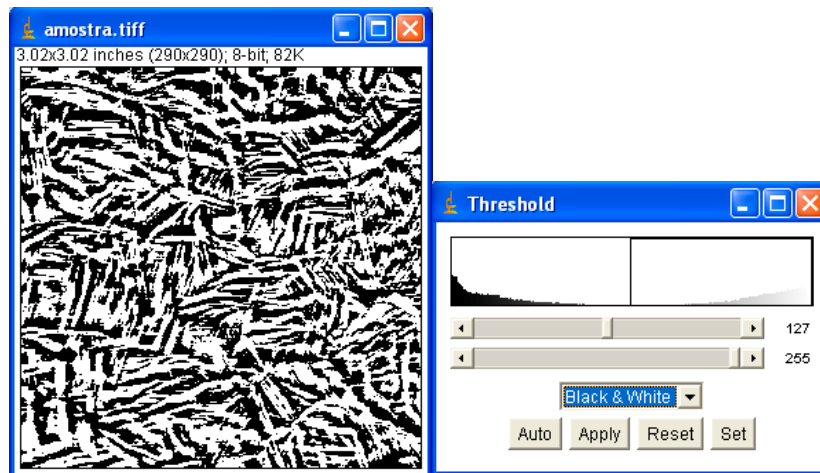 amostra.tiff
3.02x3.02 inches (290x290); 8-bit; 82K
Threshold
127
255
Black & White
Auto Apply Reset Set